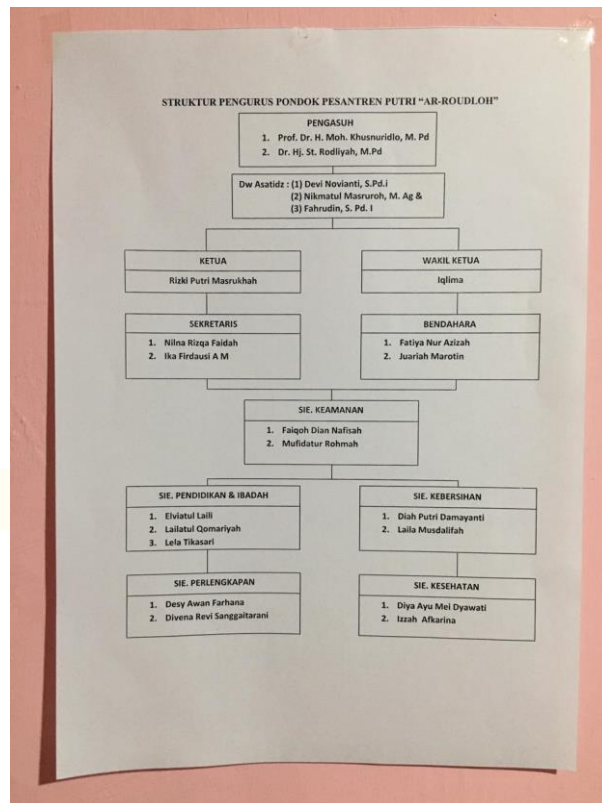 STRUKTUR PENGURUS PONDOK PESANTREN PUTRI "AR-ROUDLOH"
PENGASUH
1. Prof. Dr. H. Moh. Khusnuridlo, M. Pd
2. Dr. Hj. St. Rodliyah, M.Pd
Dw Asatidz : (1) Devi Novianti, S.Pd.i
(2) Nikmatul Masruroh, M. Ag &
(3) Fahrudin, S. Pd. I
KETUA
Rizki Putri Masrukhah
WAKIL KETUA
Iqlima
SEKRETARIS
1. Nilna Rizqa Faidah
2. Ika Firdausi A M
BENDAHARA
1. Fatiya Nur Azizah
2. Juariah Marotin
SIE. KEAMANAN
1. Faiqoh Dian Nafisah
2. Mufidatur Rohmah
SIE. PENDIDIKAN & IBADAH
1. Elviatul Laili
2. Lailatul Qomariyah
3. Lela Tikasari
SIE. KEBERSIHAN
1. Diah Putri Damayanti
2. Laila Musdalifah
SIE. PERLENGKAPAN
1. Desy Awan Farhana
2. Divena Revi Sanggaitarani
SIE. KESEHATAN
1. Diya Ayu Mei Dyawati
2. Izzah Afkarina